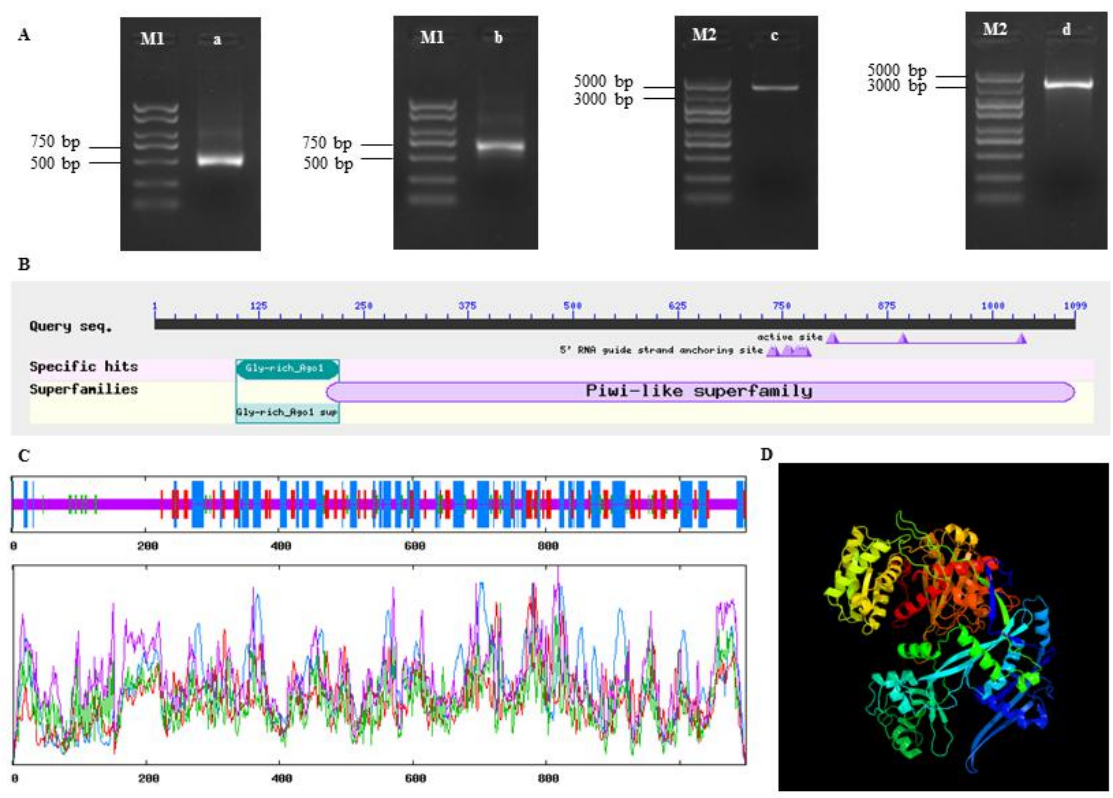 A
M1 a
750 bp
500 bp
M1 b
750 bp
500 bp
M2 c
5000 bp
3000 bp
M2 d
5000 bp
3000 bp
B
1 125 250 375 500 625 750 875 1000 1099
Query seq.
active site
5' RNA guide strand anchoring site
Specific hits
Gly-rich_Ago1
Superfamilies
Piwi-like superfamily
Gly-rich_Ago1 sup
C
0 200 400 600 800
0 200 400 600 800
D